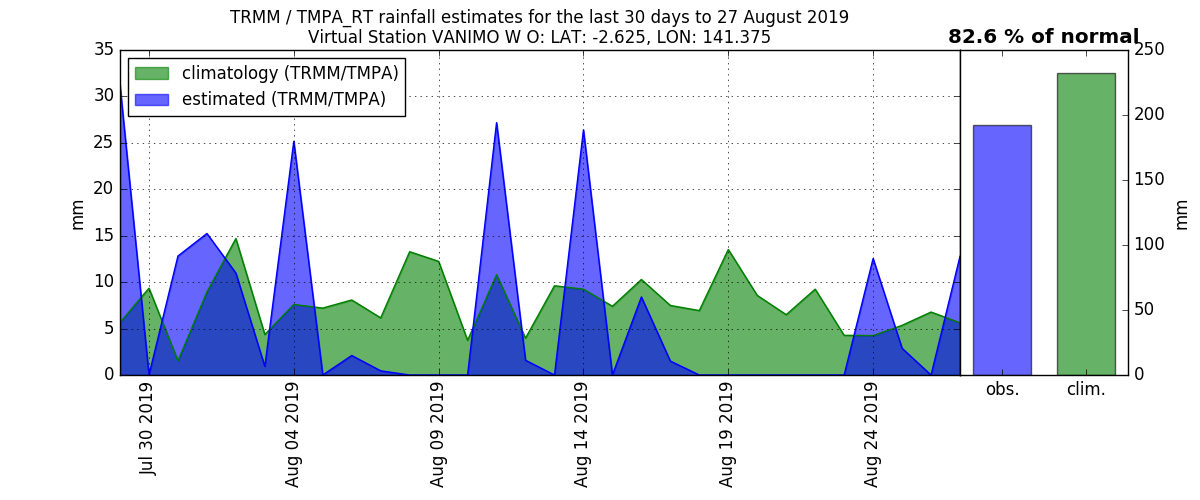 TRMM / TMPA_RT rainfall estimates for the last 30 days to 27 August 2019
Virtual Station VANIMO W O: LAT: -2.625, LON: 141.375
82.6 % of normal
climatology (TRMM/TMPA)
estimated (TRMM/TMPA)
35
30
25
20
15
10
5
0
mm
Jul 30 2019
Aug 04 2019
Aug 09 2019
Aug 14 2019
Aug 19 2019
Aug 24 2019
250
200
150
100
50
0
mm
obs.
clim.